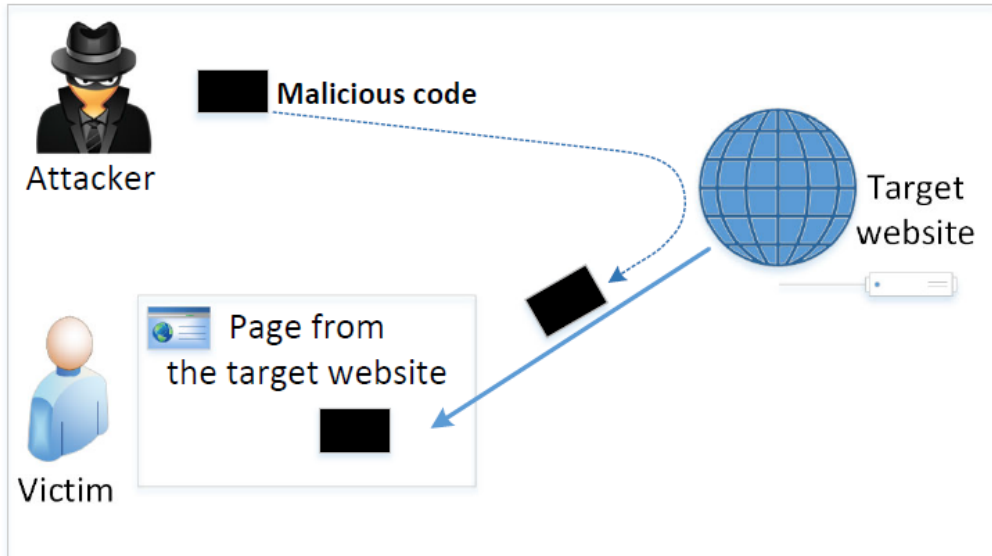 Malicious code
Attacker
Target
website
Page from
the target website
Victim